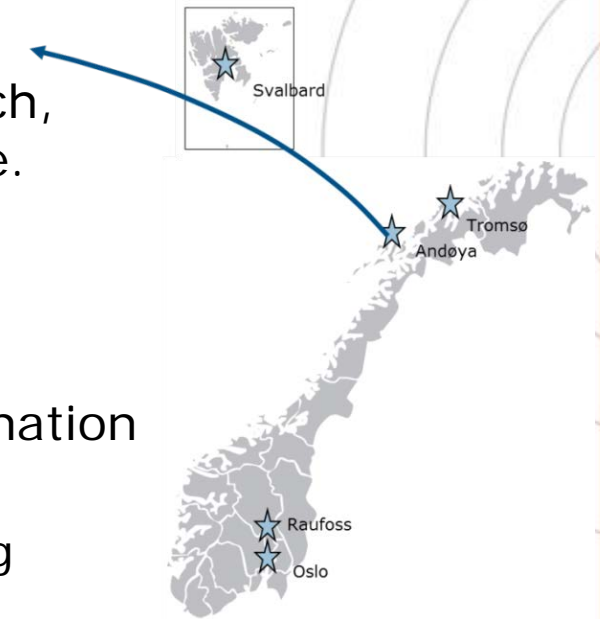 Svalbard
ch,
e.
Tromsø
Andøya
nation
Raufoss
g
Oslo